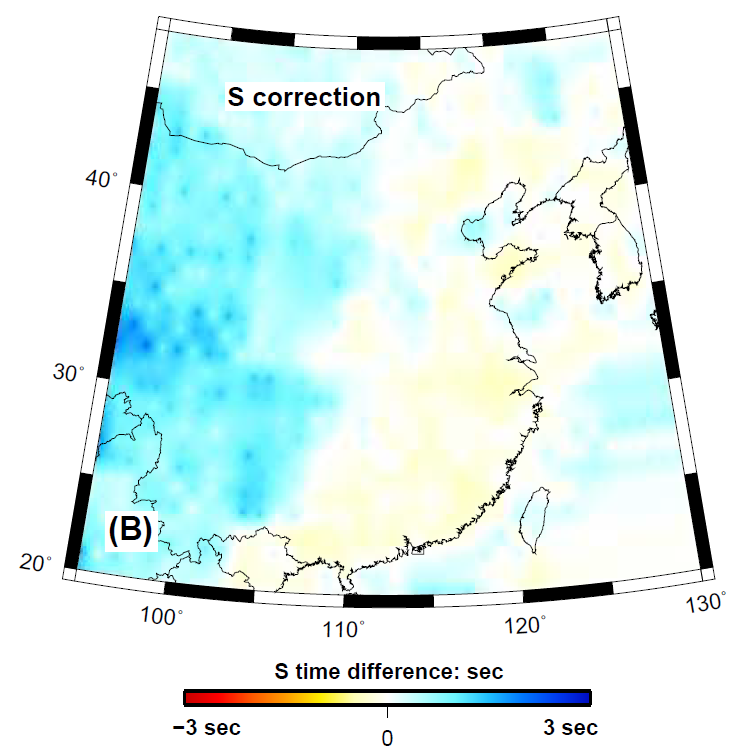 S correction
40°
30°
(B)
20°
100°
110°
120°
130°
S time difference: sec
−3 sec
0
3 sec